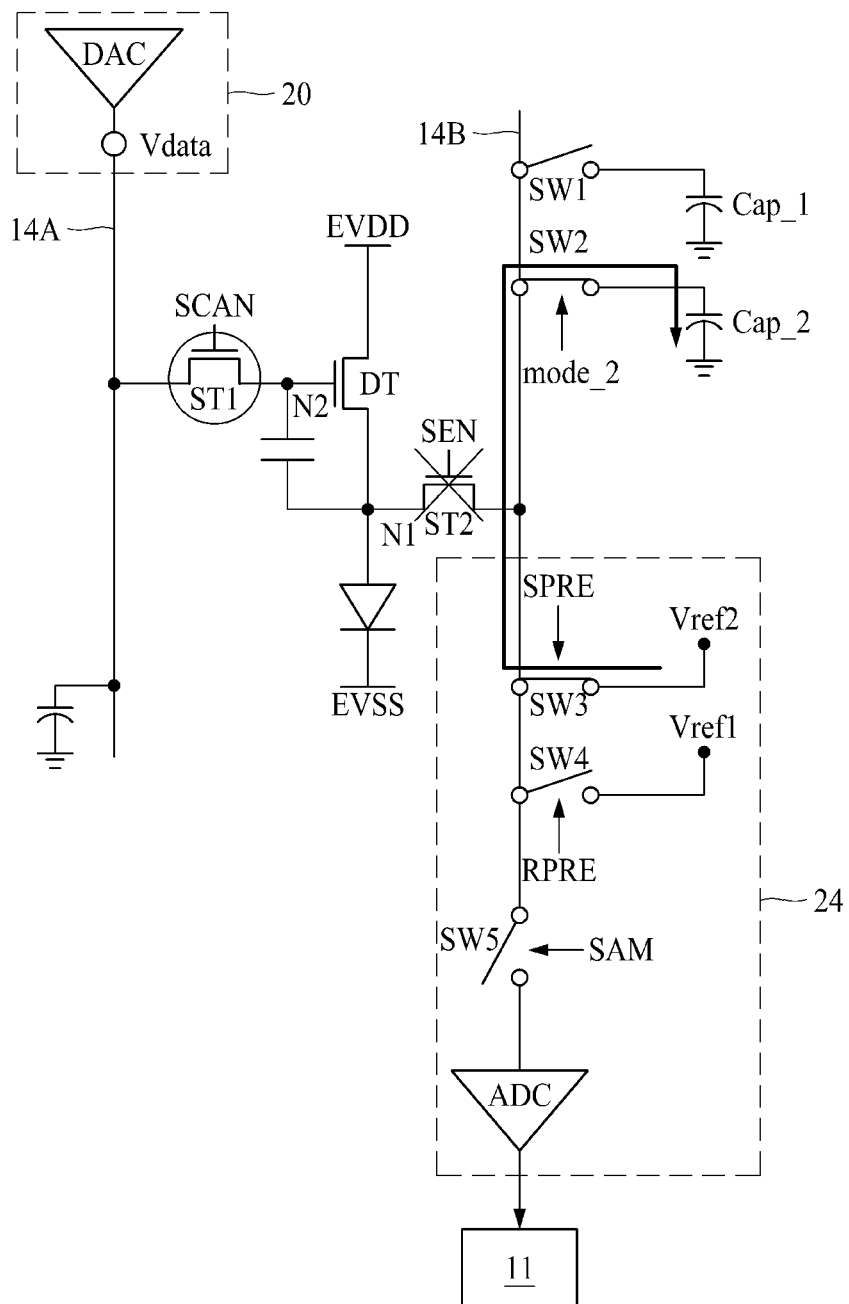 DAC
20
Vdata
14B
SW1
Cap_1
14A
EVDD
SW2
SCAN
Cap_2
mode_2
ST1
N2
DT
SEN
N1
ST2
SPRE
Vref2
EVSS
SW3
Vref1
SW4
RPRE
24
SW5
SAM
ADC
11